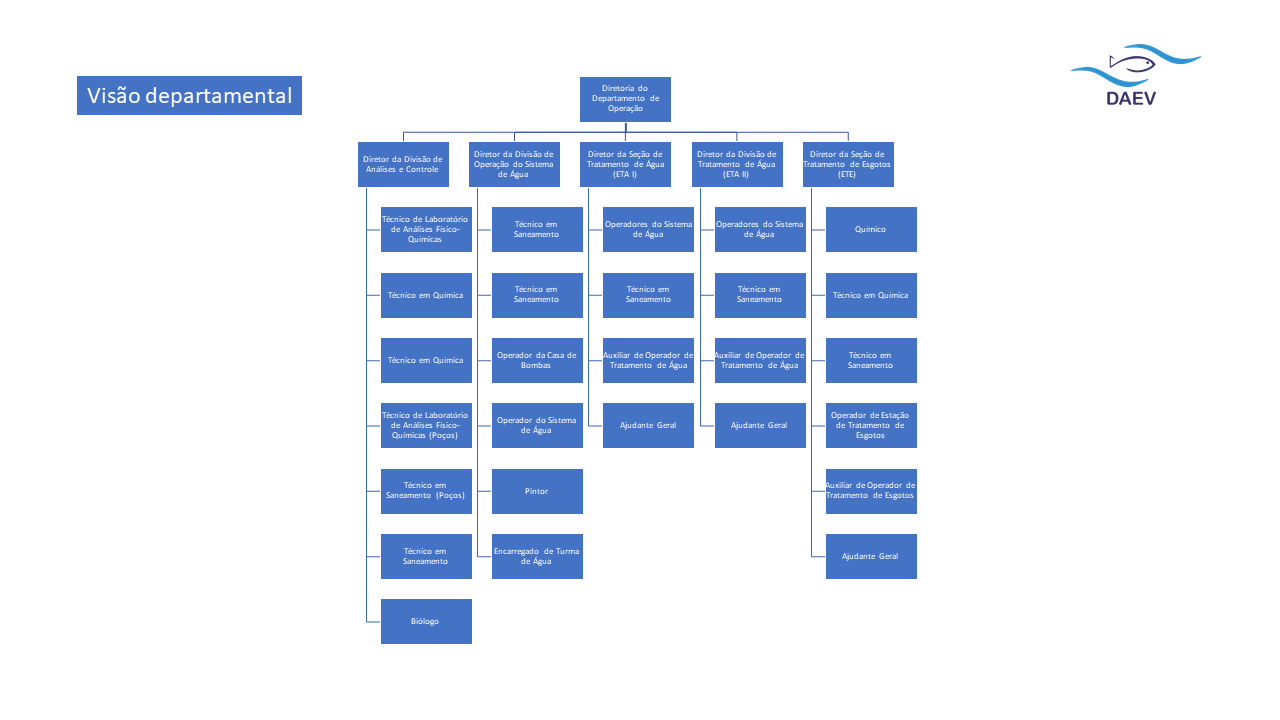 Visão departamental
DAEV
Diretoria do
Departamento de
Operação
Diretor da Divisão de
Análises e Controle
Técnico de Laboratório
de Análises Físico-
Químicas
Técnico em Química
Técnico em Química
Técnico de Laboratório
de Análises Físico-
Químicas (Poços)
Técnico em
Saneamento (Poços)
Técnico em
Saneamento
Biólogo
Diretor da Divisão de
Operação do Sistema
de Água
Técnico em
Saneamento
Técnico em
Saneamento
Operador da Casa de
Bombas
Operador do Sistema
de Água
Pintor
Encarregado de Turma
de Água
Diretor da Seção de
Tratamento de Água
(ETA I)
Operadores do Sistema
de Água
Técnico em
Saneamento
Auxiliar de Operador de
Tratamento de Água
Ajudante Geral
Diretor da Divisão de
Tratamento de Água
(ETA II)
Operadores do Sistema
de Água
Técnico em
Saneamento
Auxiliar de Operador de
Tratamento de Água
Ajudante Geral
Diretor da Seção de
Tratamento de Esgotos
(ETE)
Químico
Técnico em Química
Técnico em
Saneamento
Operador de Estação
de Tratamento de
Esgotos
Auxiliar de Operador de
Tratamento de Esgotos
Ajudante Geral